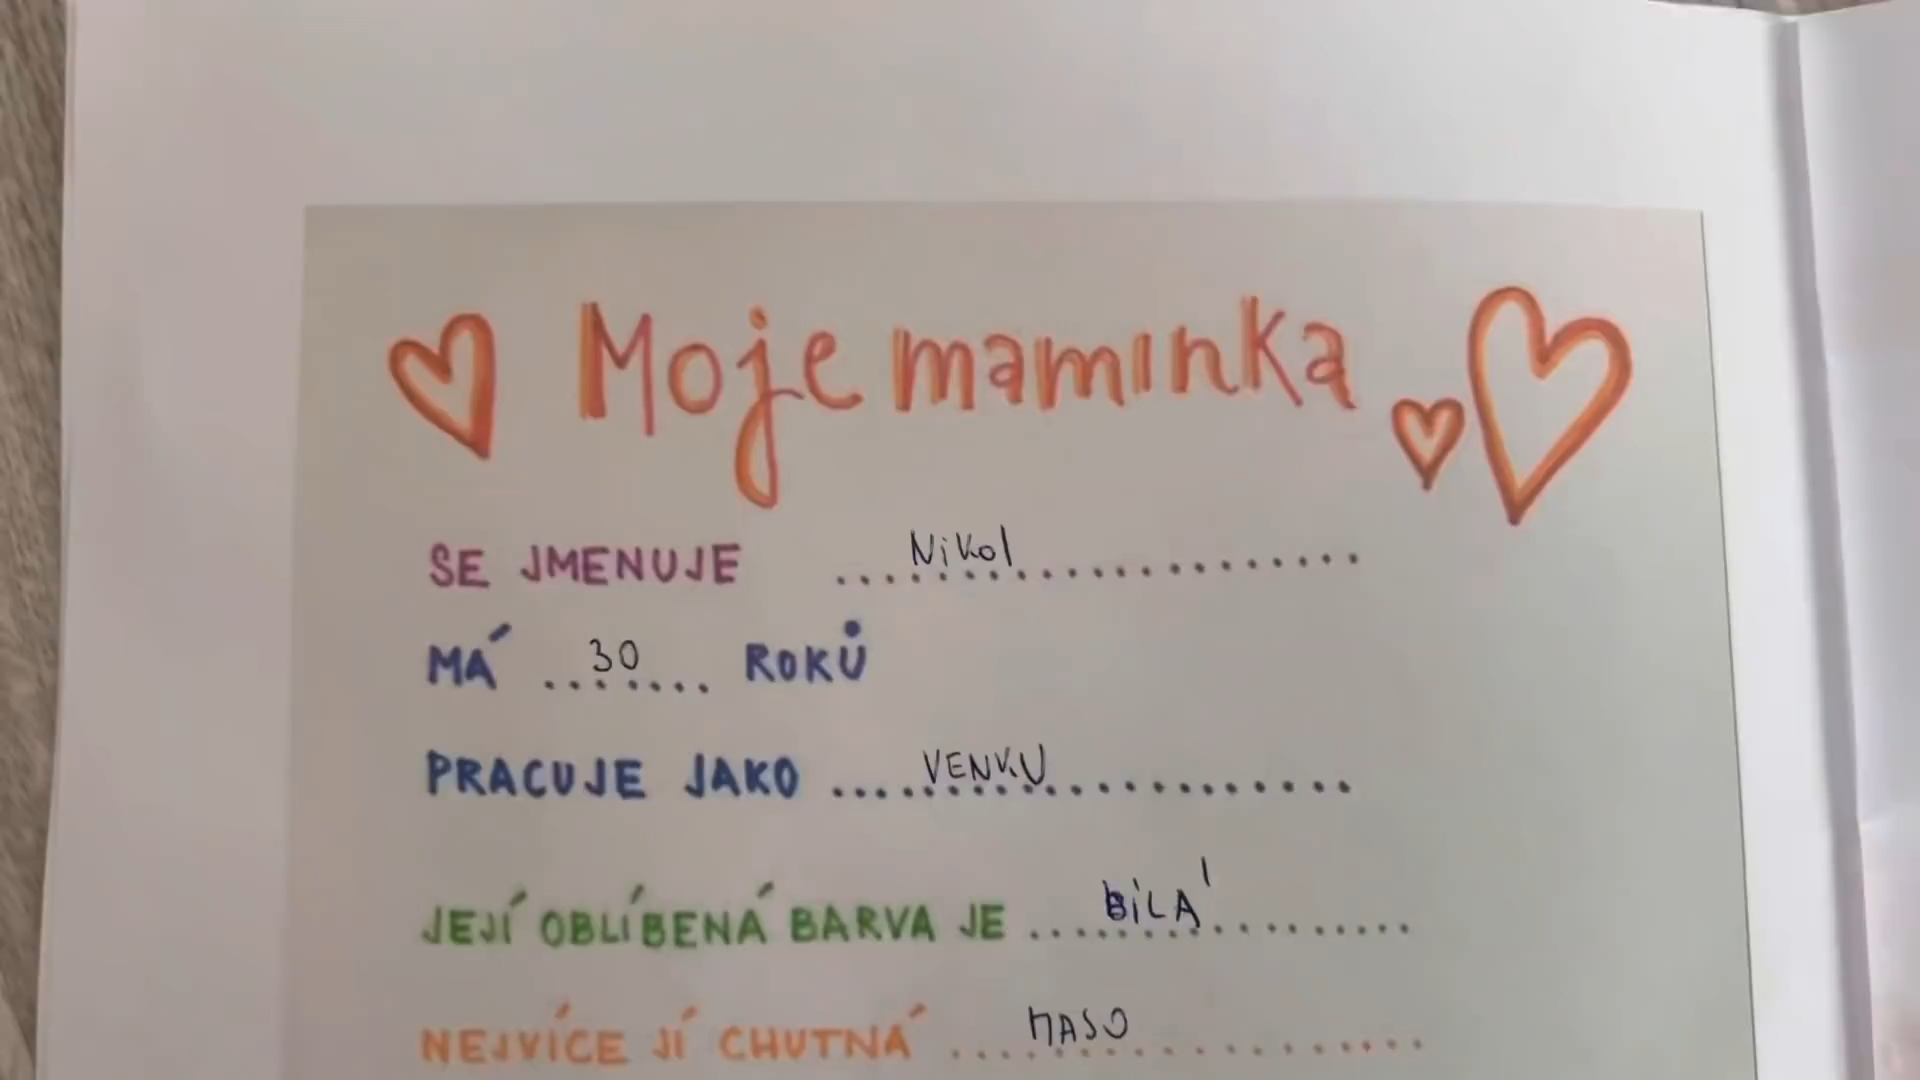 Moje maminka
SE JMENUJE ....Nikol....................
MÁ ...30.... ROKŮ
PRACUJE JAKO ....VENKU...............
JEJÍ OBLÍBENÁ BARVA JE ....BÍLÁ............
NEJVÍCE JÍ CHUTNÁ ....MASO...............